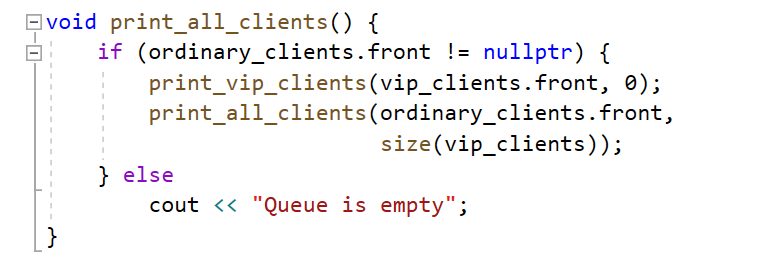 void print_all_clients() {
if (ordinary_clients.front != nullptr) {
print_vip_clients(vip_clients.front, 0);
print_all_clients(ordinary_clients.front,
size(vip_clients));
} else
cout << "Queue is empty";
}